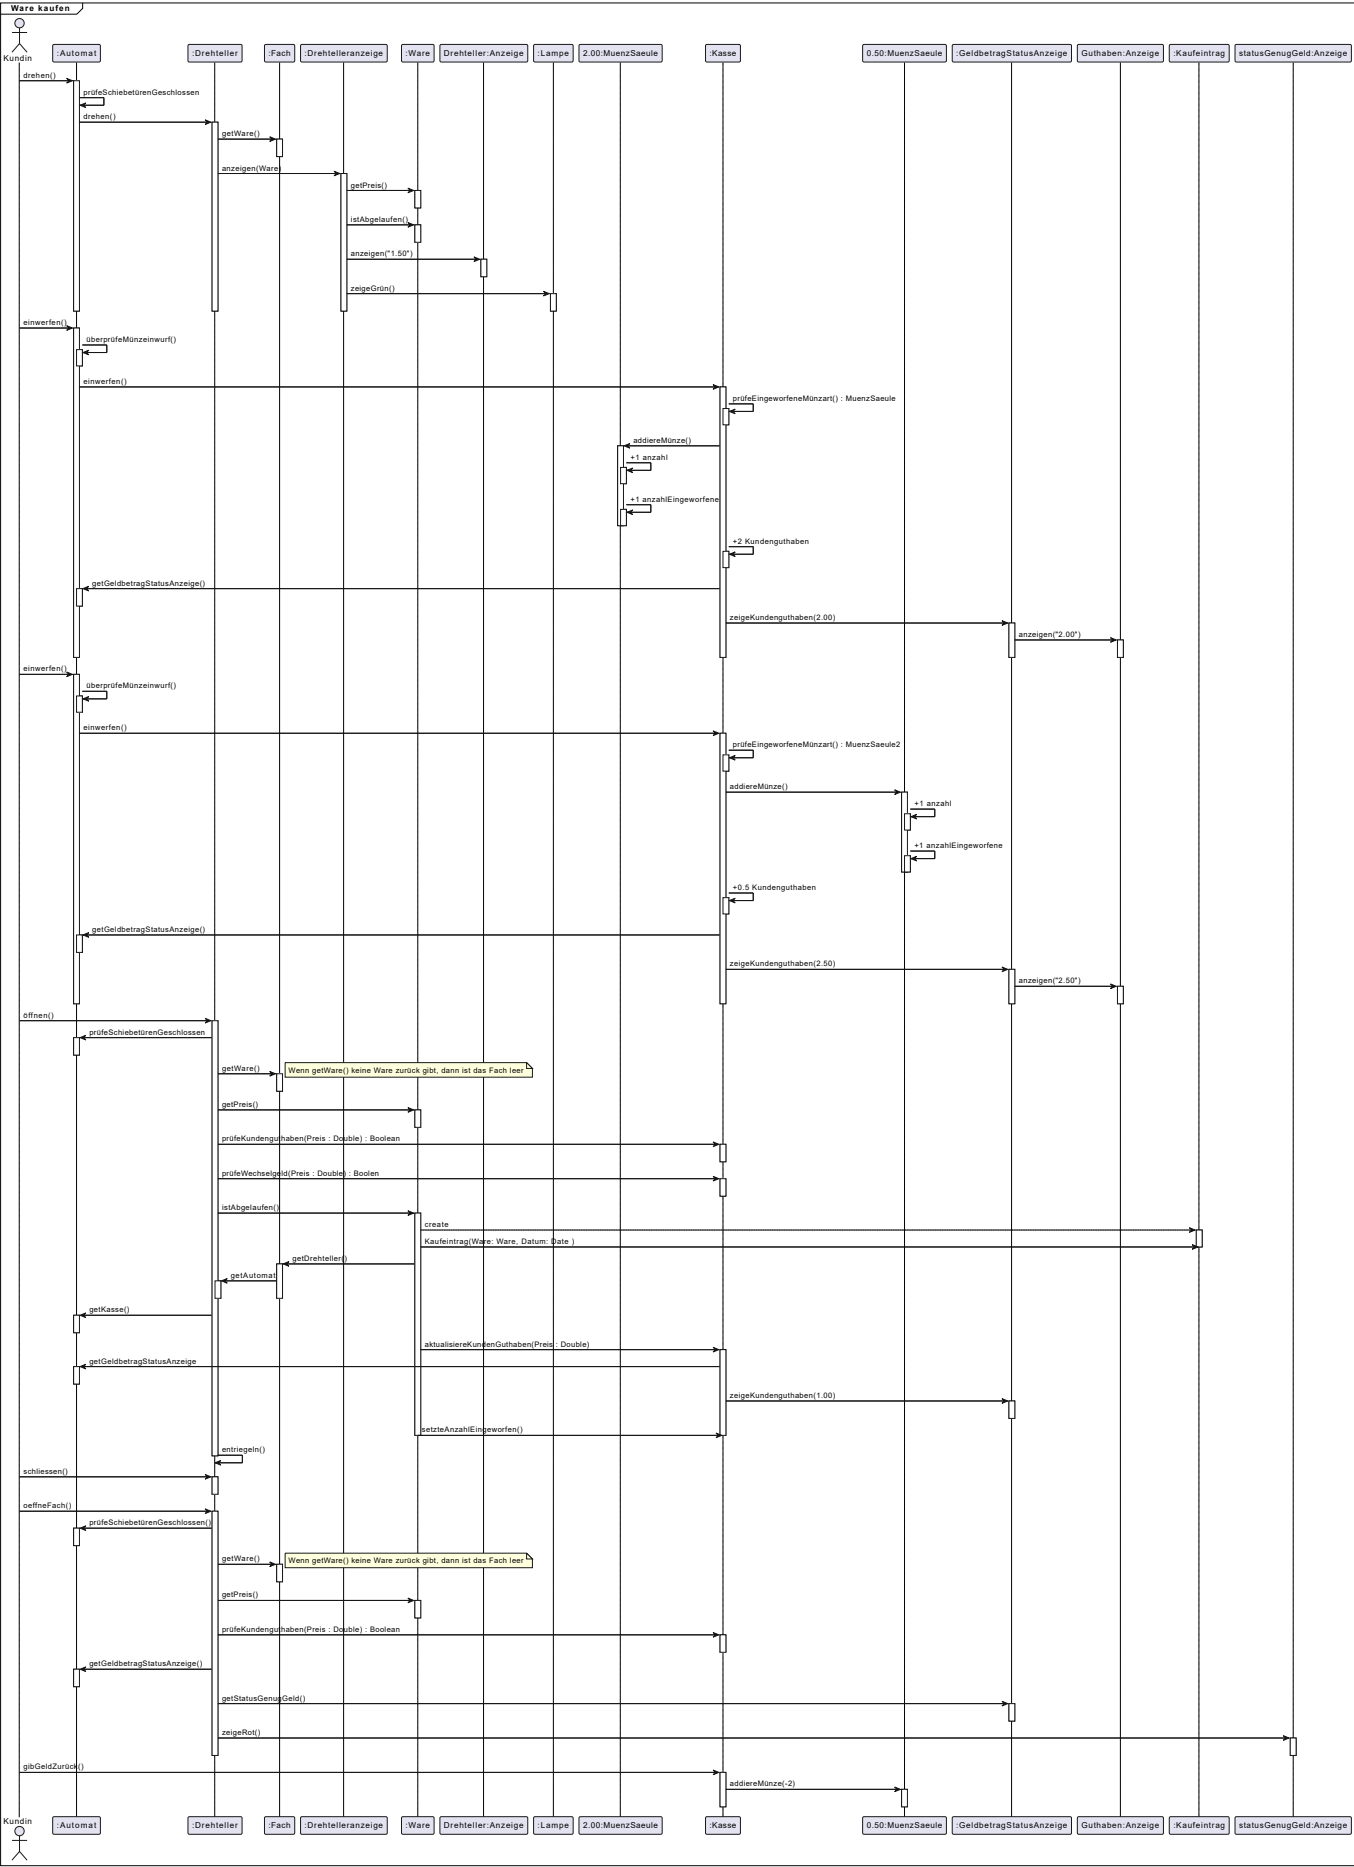 Ware kaufen
Kundin
:Automat
:Drehteller
:Fach
:Drehtelleranzeige
:Ware
Drehteller:Anzeige
:Lampe
2.00:MuenzSaeule
:Kasse
0.50:MuenzSaeule
:GeldbetragStatusAnzeige
Guthaben:Anzeige
:Kaufeintrag
statusGenugGeld:Anzeige
drehen()
prüfeSchiebetürenGeschlossen
drehen()
getWare()
anzeigen(Ware)
getPreis()
istAbgelaufen()
anzeigen("1.50")
zeigeGrün()
einwerfen()
überprüfeMünzeinwurf()
einwerfen()
prüfeEingeworfeneMünzart() : MuenzSaeule
addiereMünze()
+1 anzahl
+1 anzahlEingeworfene
+2 Kundenguthaben
getGeldbetragStatusAnzeige()
zeigeKundenguthaben(2.00)
anzeigen("2.00")
einwerfen()
überprüfeMünzeinwurf()
einwerfen()
prüfeEingeworfeneMünzart() : MuenzSaeule2
addiereMünze()
+1 anzahl
+1 anzahlEingeworfene
+0.5 Kundenguthaben
getGeldbetragStatusAnzeige()
zeigeKundenguthaben(2.50)
anzeigen("2.50")
öffnen()
prüfeSchiebetürenGeschlossen
getWare()
Wenn getWare() keine Ware zurück gibt, dann ist das Fach leer
getPreis()
prüfeKundenguthaben(Preis : Double) : Boolean
prüfeWechselgeld(Preis : Double) : Boolen
istAbgelaufen()
create
Kaufeintrag(Ware: Ware, Datum: Date )
getDrehteller()
getAutomat
getKasse()
aktualisiereKundenGuthaben(Preis : Double)
getGeldbetragStatusAnzeige
zeigeKundenguthaben(1.00)
setzteAnzahlEingeworfen()
entriegeln()
schliessen()
oeffneFach()
prüfeSchiebetürenGeschlossen()
getWare()
Wenn getWare() keine Ware zurück gibt, dann ist das Fach leer
getPreis()
prüfeKundenguthaben(Preis : Double) : Boolean
getGeldbetragStatusAnzeige()
getStatusGenugGeld()
zeigeRot()
gibGeldZurück()
addiereMünze(-2)
Kundin
:Automat
:Drehteller
:Fach
:Drehtelleranzeige
:Ware
Drehteller:Anzeige
:Lampe
2.00:MuenzSaeule
:Kasse
0.50:MuenzSaeule
:GeldbetragStatusAnzeige
Guthaben:Anzeige
:Kaufeintrag
statusGenugGeld:Anzeige